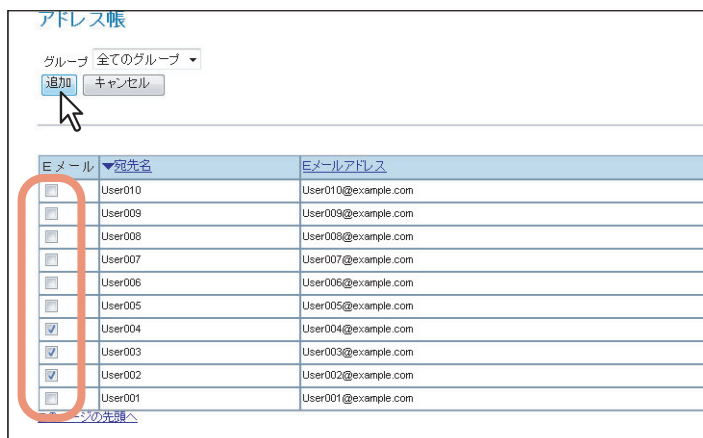 アドレス帳
グループ 全てのグループ
追加 キャンセル
Eメール ▼宛先名 Eメールアドレス
User010 User010@example.com
User009 User009@example.com
User008 User008@example.com
User007 User007@example.com
User006 User006@example.com
User005 User005@example.com
User004 User004@example.com
User003 User003@example.com
User002 User002@example.com
User001 User001@example.com
このページの先頭へ